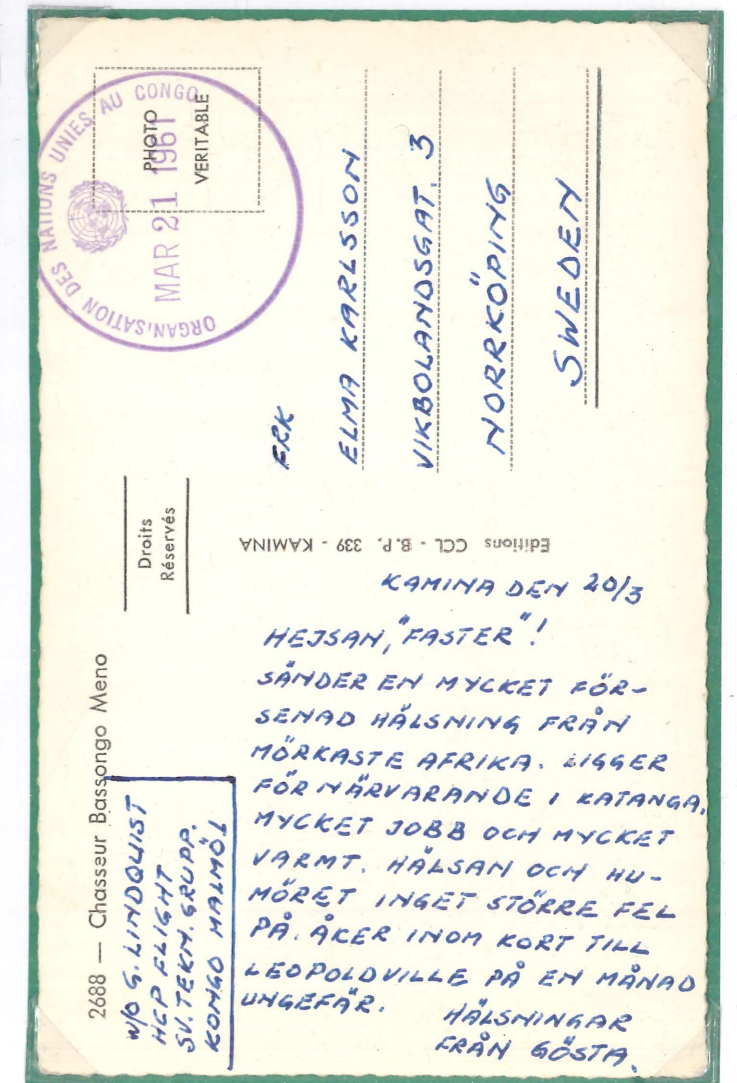 ORGANISATION DES NATIONS UNIES AU CONGO
MAR 21 1961
PHOTO
VERITABLE
FRK
ELMA KARLSSON
VIKBOLANDSGAT. 3
NORRKÖPING
SWEDEN
Droits
Réservés
Editions CCL - B.P. 339 - KAMINA
2688 — Chasseur Bassongo Meno
W/O G. LINDQUIST
HCP FLIGHT
SV. TEKN. GRUPP.
KONGO MALMÖ1
KAMINA DEN 20/3
HEJSAN, "FASTER"!
SÄNDER EN MYCKET FÖR-
SENAD HÄLSNING FRÅN
MÖRKASTE AFRIKA. LIGGER
FÖR NÄRVARANDE I KATANGA.
MYCKET JOBB OCH MYCKET
VARMT. HÄLSAN OCH HU-
MÖRET INGET STÖRRE FEL
PÅ. ÅKER INOM KORT TILL
LEOPOLDVILLE PÅ EN MÅNAD
UNGEFÄR.
HÄLSNINGAR
FRÅN GÖSTA.